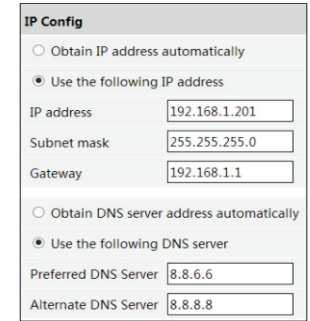 IP Config
Obtain IP address automatically
Use the following IP address
IP address 192.168.1.201
Subnet mask 255.255.255.0
Gateway 192.168.1.1
Obtain DNS server address automatically
Use the following DNS server
Preferred DNS Server 8.8.6.6
Alternate DNS Server 8.8.8.8